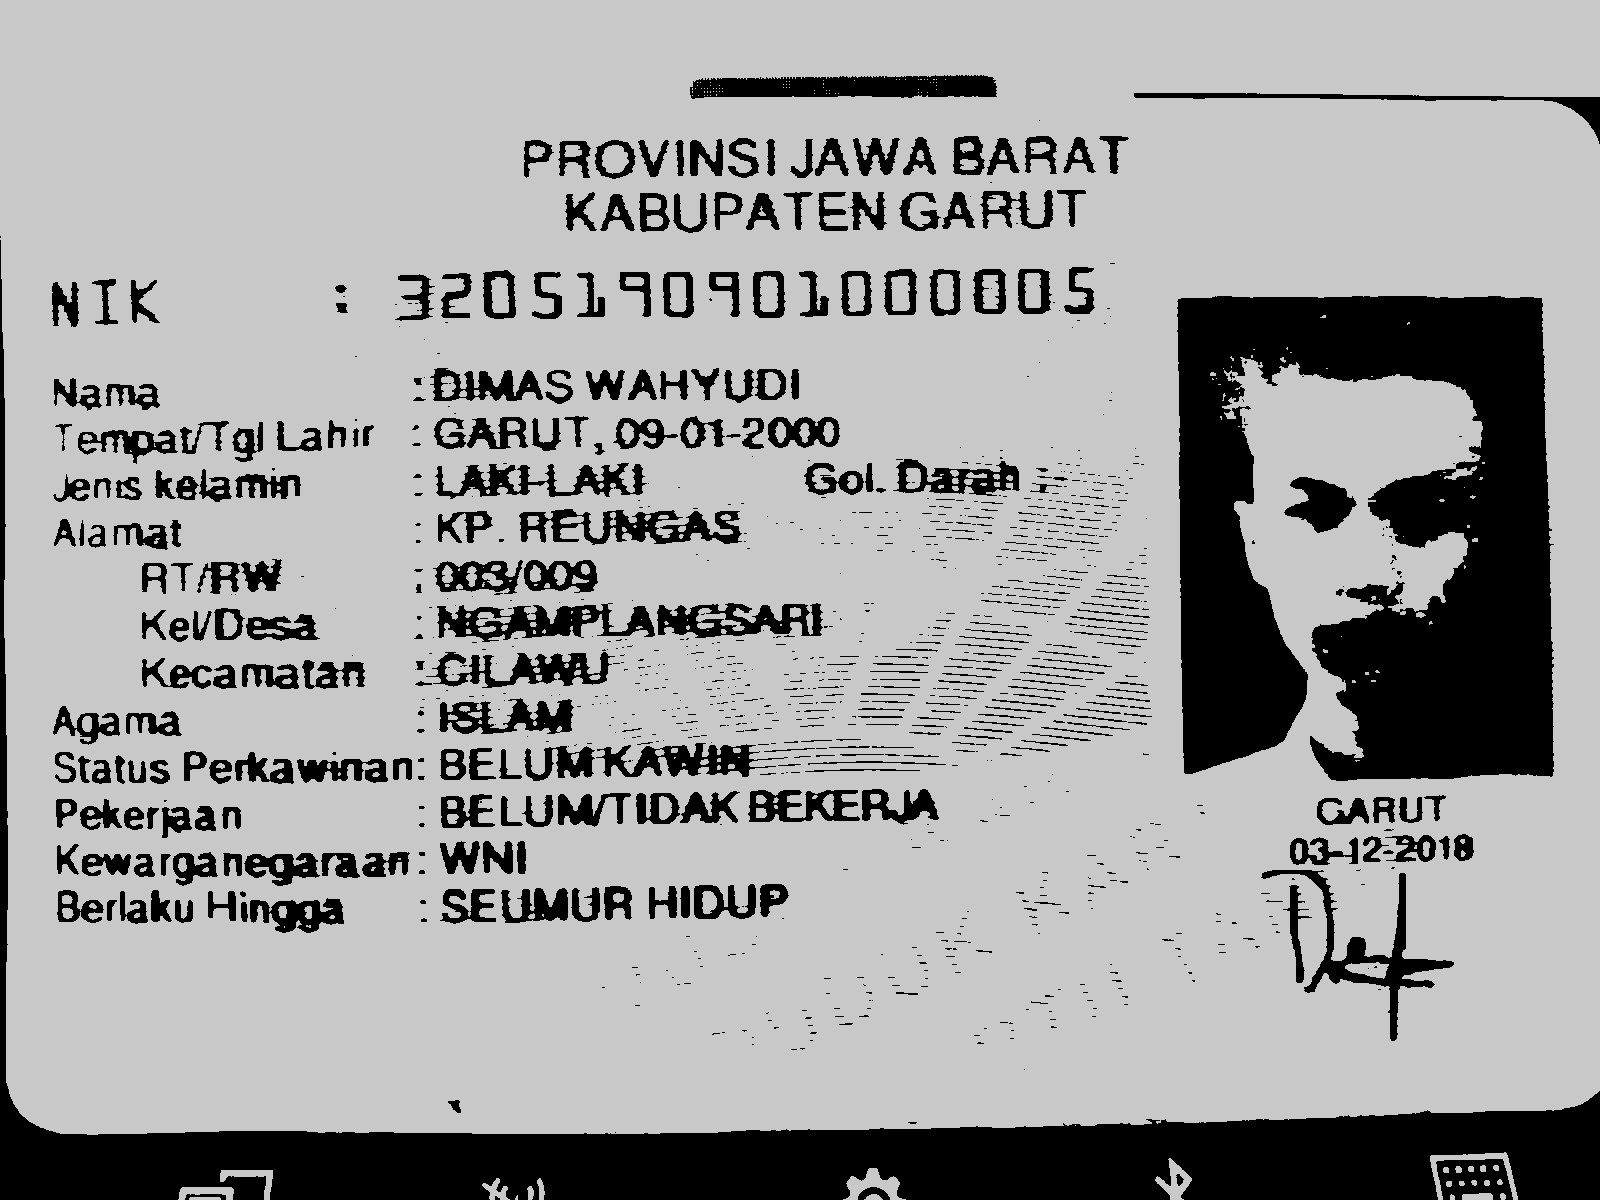 PROVINSI JAWA BARAT
KABUPATEN GARUT
NIK : 3205190901000005
Nama : DIMAS WAHYUDI
Tempat/Tgl Lahir : GARUT, 09-01-2000
Jenis kelamin : LAKI-LAKI Gol. Darah :
Alamat : KP. REUNGAS
RT/RW : 003/009
Kel/Desa : NGAMPLANGSARI
Kecamatan : CILAWU
Agama : ISLAM
Status Perkawinan: BELUM KAWIN
Pekerjaan : BELUM/TIDAK BEKERJA
Kewarganegaraan: WNI
Berlaku Hingga : SEUMUR HIDUP
GARUT
03-12-2018